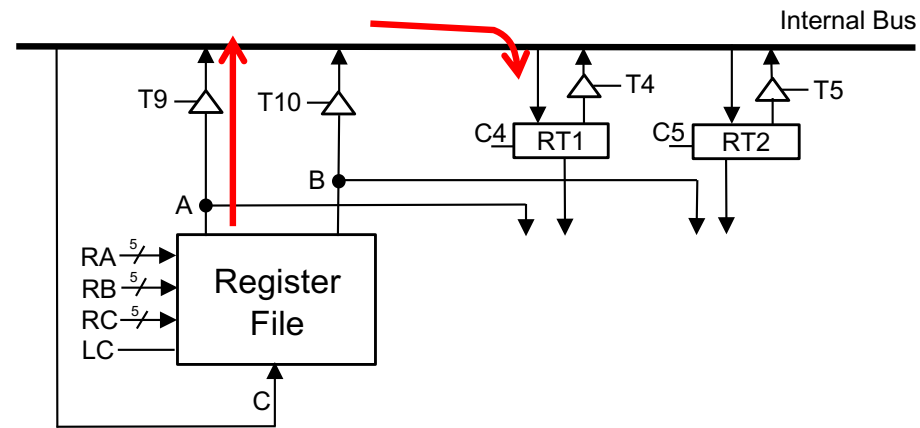 Internal Bus
T9
T10
T4
T5
C4
RT1
C5
RT2
A
B
RA 5
RB 5
RC 5
LC
Register
File
C